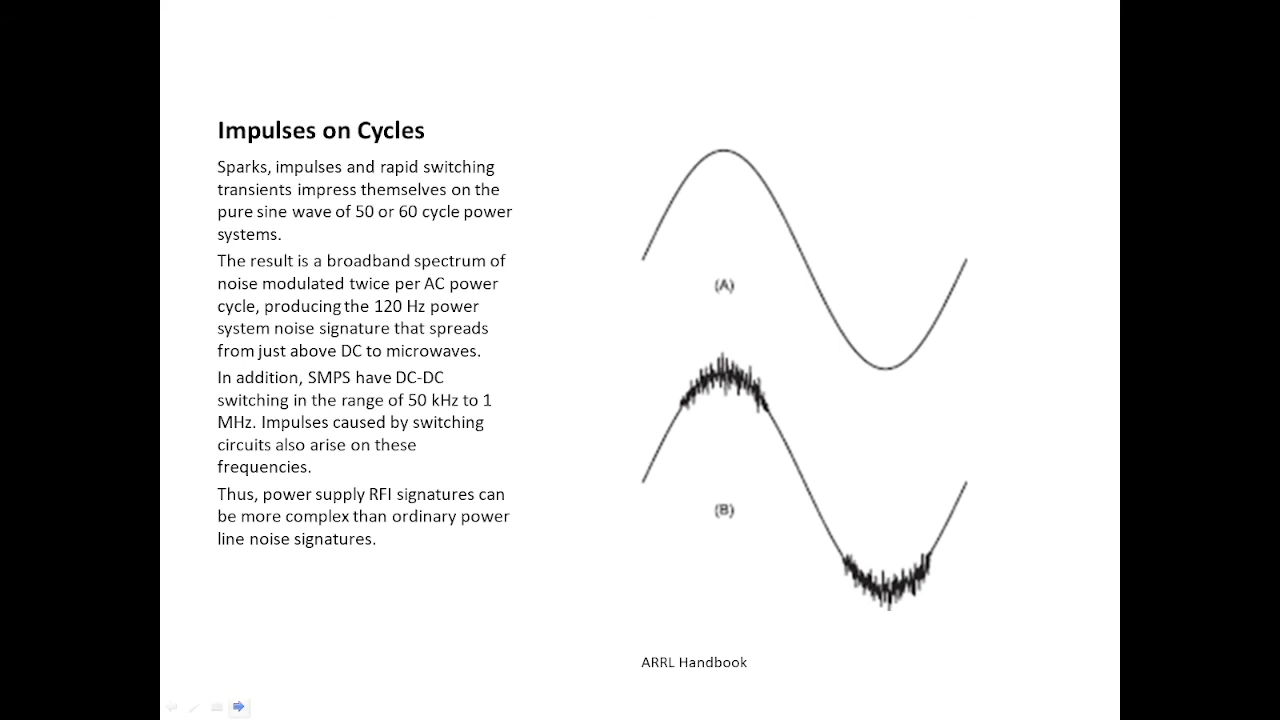 Impulses on Cycles
Sparks, impulses and rapid switching
transients impress themselves on the
pure sine wave of 50 or 60 cycle power
systems.
The result is a broadband spectrum of
noise modulated twice per AC power
cycle, producing the 120 Hz power
system noise signature that spreads
from just above DC to microwaves.
In addition, SMPS have DC-DC
switching in the range of 50 kHz to 1
MHz. Impulses caused by switching
circuits also arise on these
frequencies.
Thus, power supply RFI signatures can
be more complex than ordinary power
line noise signatures.
(A)
(B)
ARRL Handbook